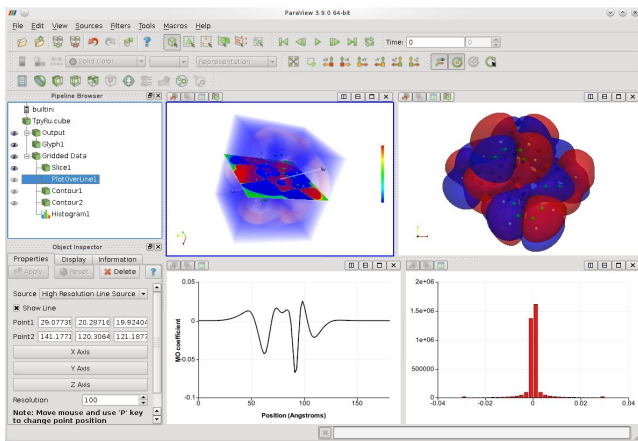 ParaView 3.9.0 64-bit
File Edit View Sources Filters Tools Macros Help
Time: 0 0
Solid Color Representation
Pipeline Browser
builtin:
TpyRu.cube
Output
Glyph1
Gridded Data
Slice1
PlotOverLine1
Contour1
Contour2
Histogram1
Object Inspector
Properties Display Information
Apply Reset Delete ?
Source High Resolution Line Source
Show Line
Point1 29.07735 20.28716 19.92404
Point2 141.1771 120.3064 121.1877
X Axis
Y Axis
Z Axis
Resolution 100
Note: Move mouse and use 'P' key
to change point position
0.05
0
-0.05
-0.1
MO coefficient
0 50 100 150
Position (Angstroms)
2e+06
1.5e+06
1e+06
500000
-0.04 -0.02 0 0.02 0.04